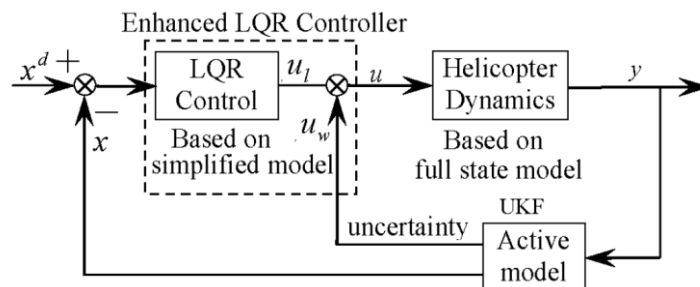 Enhanced LQR Controller
x^d +
LQR
Control
u_l
u
Helicopter
Dynamics
y
−
x
Based on
simplified model
u_w
Based on
full state model
UKF
uncertainty
Active
model